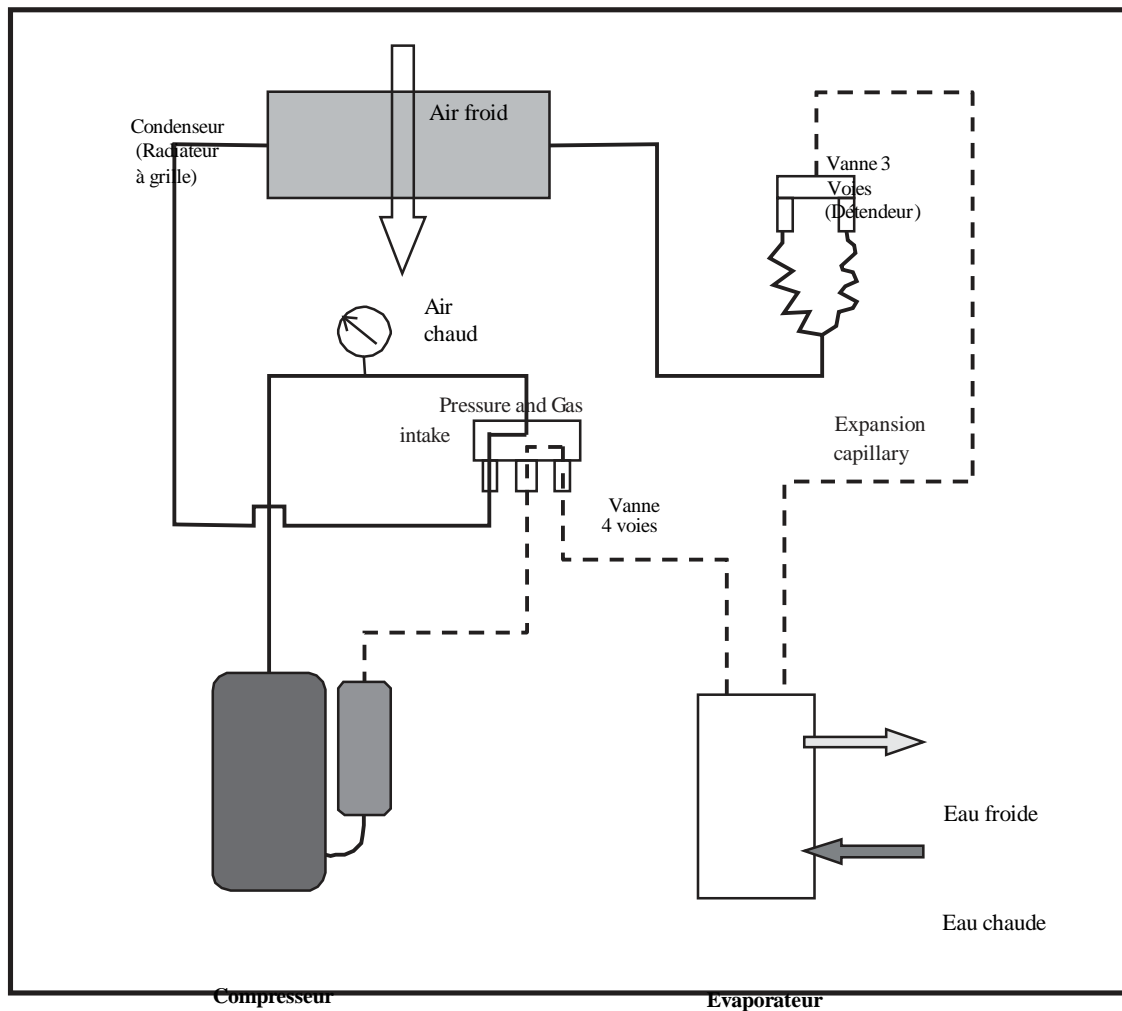 Air froid
Condenseur
(Radiateur
à grille)
Vanne 3
Voies
(Détendeur)
Air
chaud
Pressure and Gas
intake
Expansion
capillary
Vanne
4 voies
Eau froide
Eau chaude
Compresseur
Evaporateur